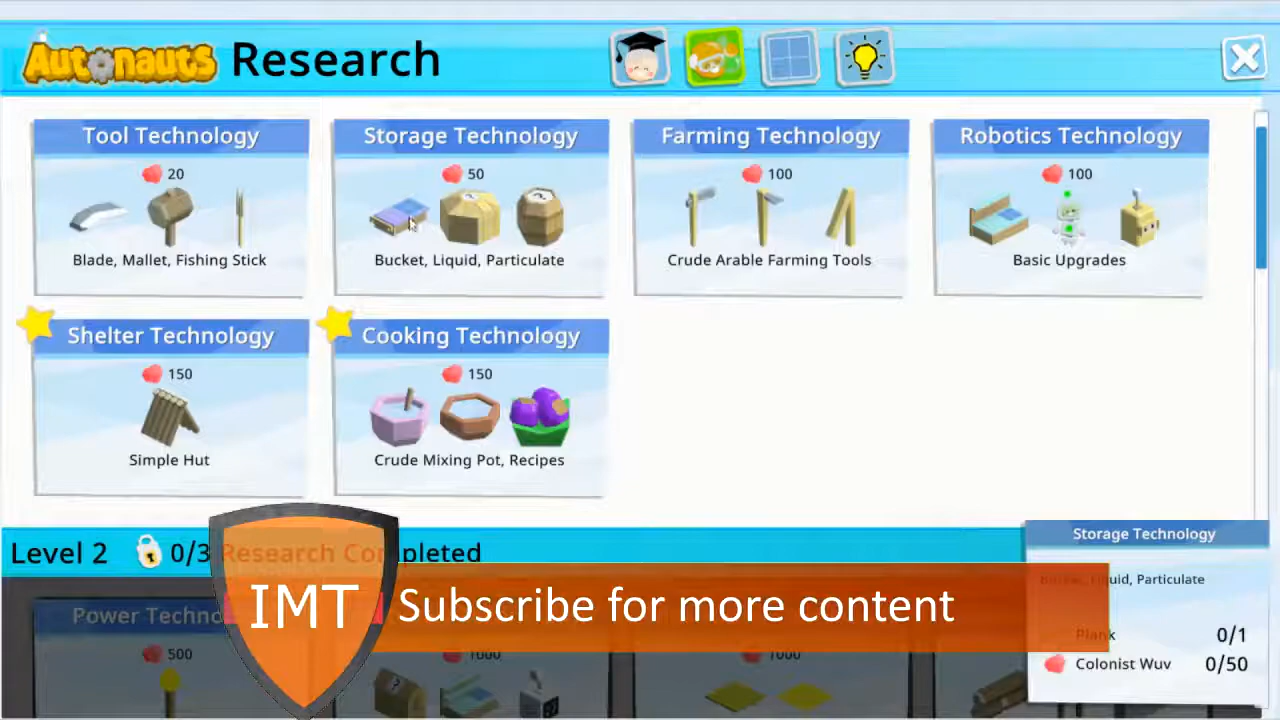 Autonauts Research
Tool Technology
20
Blade, Mallet, Fishing Stick
Storage Technology
50
Bucket, Liquid, Particulate
Farming Technology
100
Crude Arable Farming Tools
Robotics Technology
100
Basic Upgrades
Shelter Technology
150
Simple Hut
Cooking Technology
150
Crude Mixing Pot, Recipes
Level 2 0/3 Research Completed
Power Techno
500
1000
1000
IMT
Subscribe for more content
Storage Technology
Bucket, Liquid, Particulate
Plank 0/1
Colonist Wuv 0/50